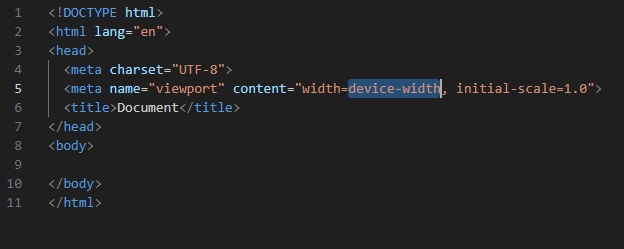 1 <!DOCTYPE html>
2 <html lang="en">
3 <head>
4   <meta charset="UTF-8">
5   <meta name="viewport" content="width=device-width, initial-scale=1.0">
6   <title>Document</title>
7 </head>
8 <body>
9
10 </body>
11 </html>